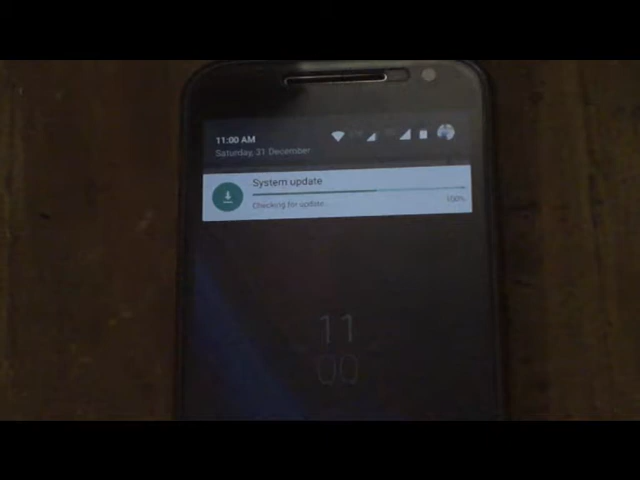 11:00 AM
Saturday, 31 December
System update
Checking for update..
100%
11
00